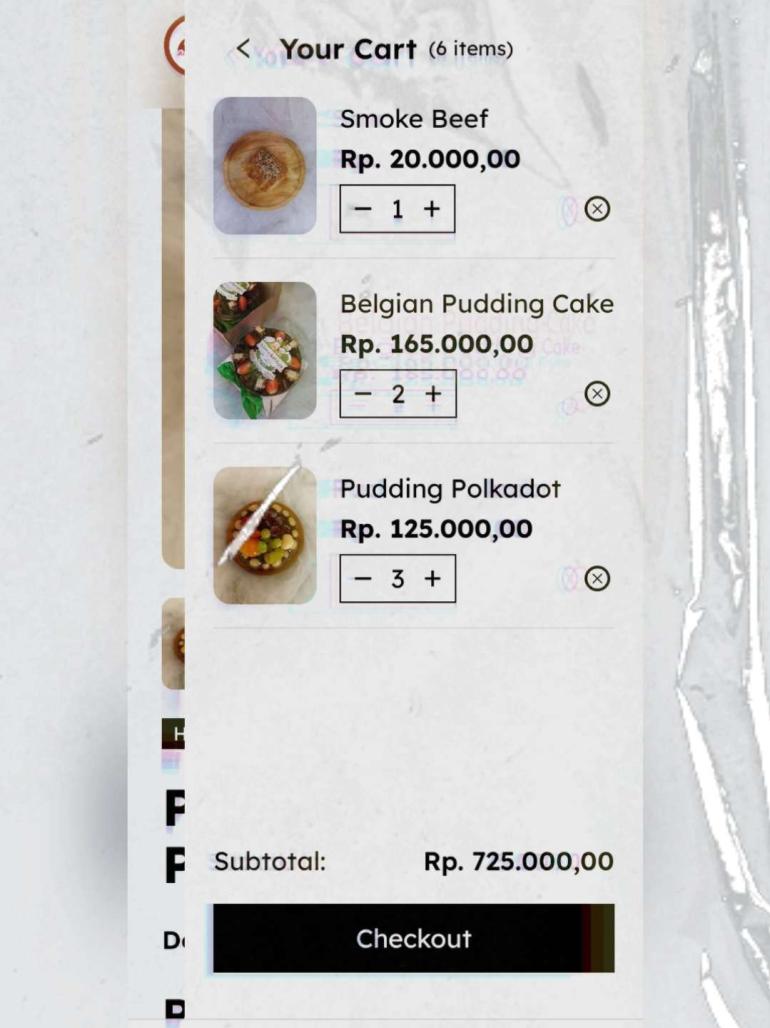 Your Cart (6 items)
Smoke Beef
Rp. 20.000,00
− 1 +
Belgian Pudding Cake
Rp. 165.000,00
− 2 +
Pudding Polkadot
Rp. 125.000,00
− 3 +
Subtotal: Rp. 725.000,00
Checkout